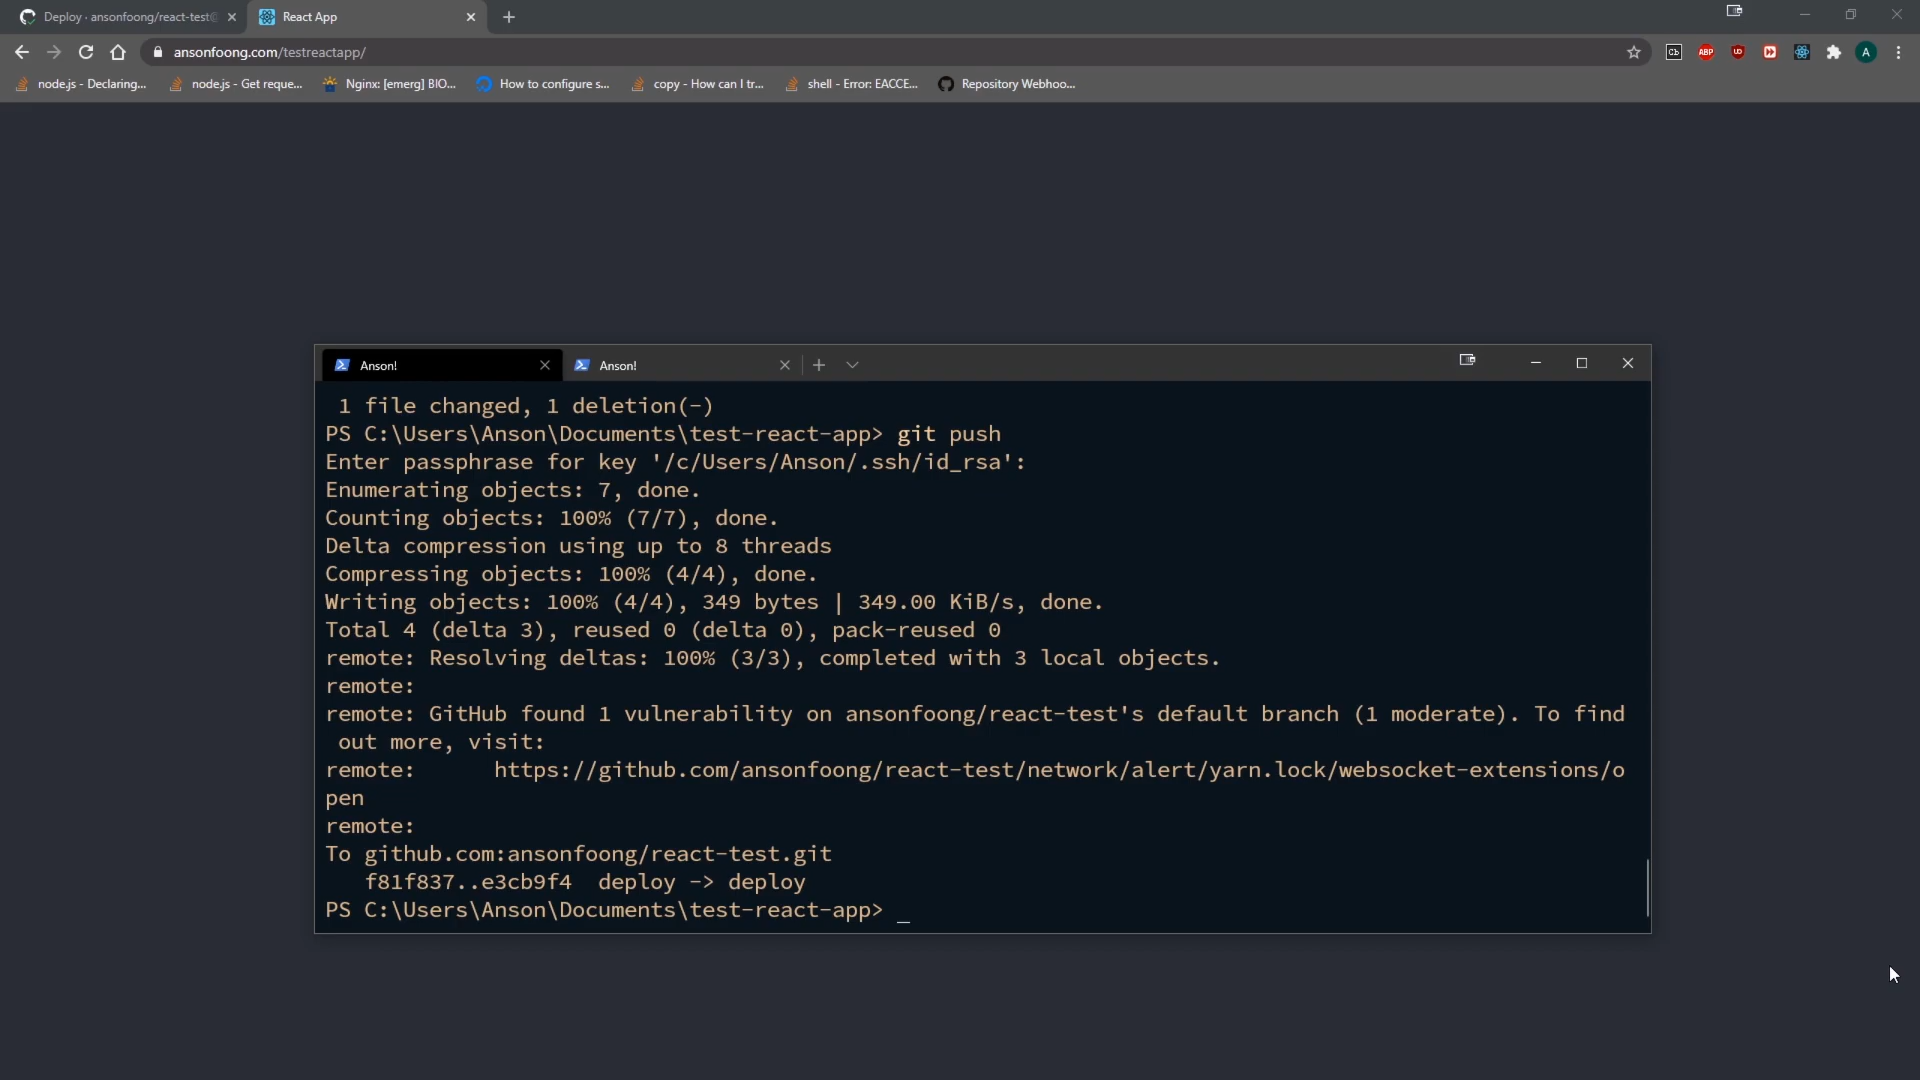 Deploy · ansonfoong/react-test@
React App
ansonfoong.com/testreactapp/
Cb
ABP
UD
A
node.js - Declaring...
node.js - Get reque...
Nginx: [emerg] BIO...
How to configure s...
copy - How can I tr...
shell - Error: EACCE...
Repository Webhoo...
Anson!
Anson!
1 file changed, 1 deletion(-)
PS C:\Users\Anson\Documents\test-react-app> git push
Enter passphrase for key '/c/Users/Anson/.ssh/id_rsa':
Enumerating objects: 7, done.
Counting objects: 100% (7/7), done.
Delta compression using up to 8 threads
Compressing objects: 100% (4/4), done.
Writing objects: 100% (4/4), 349 bytes | 349.00 KiB/s, done.
Total 4 (delta 3), reused 0 (delta 0), pack-reused 0
remote: Resolving deltas: 100% (3/3), completed with 3 local objects.
remote:
remote: GitHub found 1 vulnerability on ansonfoong/react-test's default branch (1 moderate). To find
out more, visit:
remote:      https://github.com/ansonfoong/react-test/network/alert/yarn.lock/websocket-extensions/o
pen
remote:
To github.com:ansonfoong/react-test.git
f81f837..e3cb9f4  deploy -> deploy
PS C:\Users\Anson\Documents\test-react-app> _